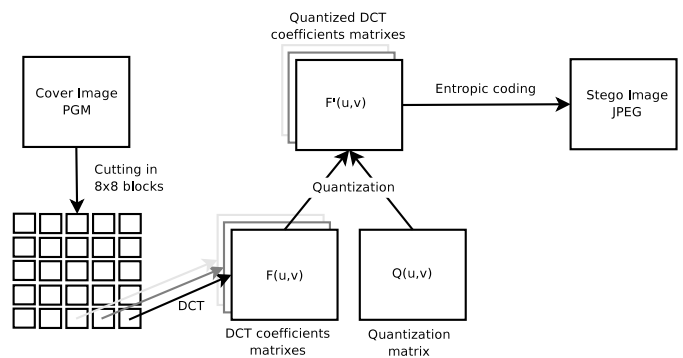 Quantized DCT
coefficients matrixes
Cover Image
PGM
F'(u,v)
Entropic coding
Stego Image
JPEG
Cutting in
8x8 blocks
Quantization
F(u,v)
Q(u,v)
DCT
DCT coefficients
matrixes
Quantization
matrix